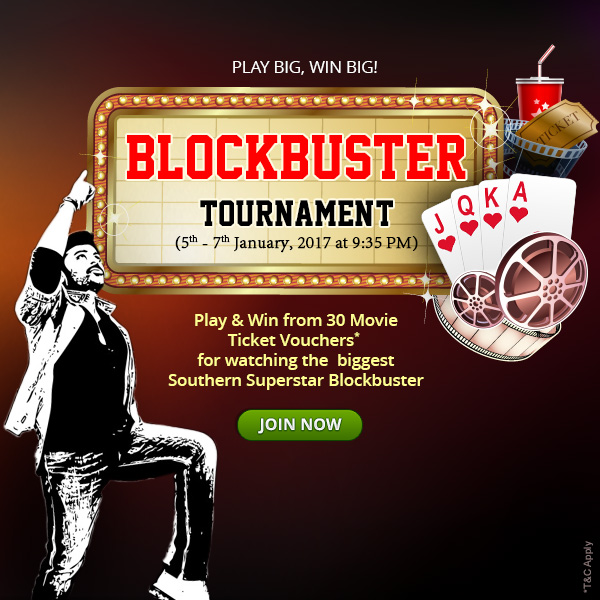 PLAY BIG, WIN BIG!
TICKET
BLOCKBUSTER
TOURNAMENT
(5th - 7th January, 2017 at 9:35 PM)
J Q K A
Play & Win from 30 Movie
Ticket Vouchers*
for watching the biggest
Southern Superstar Blockbuster
JOIN NOW
*T&C Apply